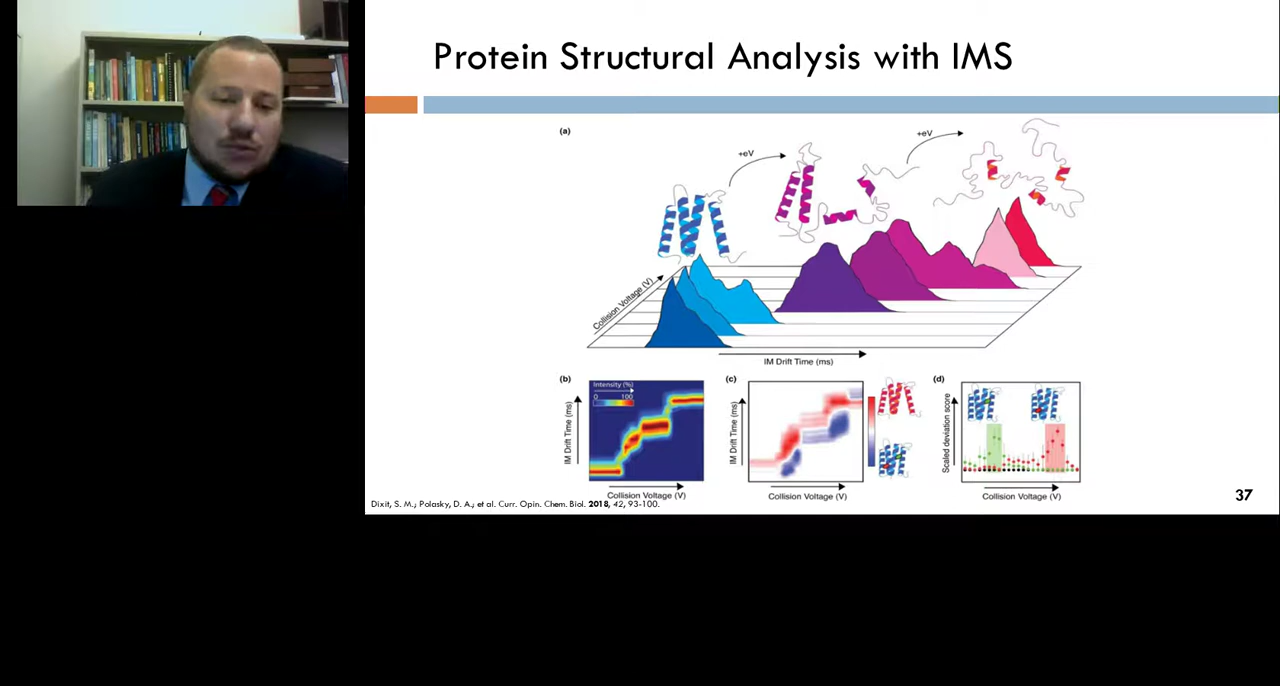 Protein Structural Analysis with IMS
(a)
+eV
+eV
Collision Voltage (V)
IM Drift Time (ms)
(b)
Intensity (%)
0 100
IM Drift Time (ms)
Collision Voltage (V)
(c)
IM Drift Time (ms)
Collision Voltage (V)
(d)
Scaled deviation score
Collision Voltage (V)
Dixit, S. M.; Polasky, D. A.; et al. Curr. Opin. Chem. Biol. 2018, 42, 93-100.
37